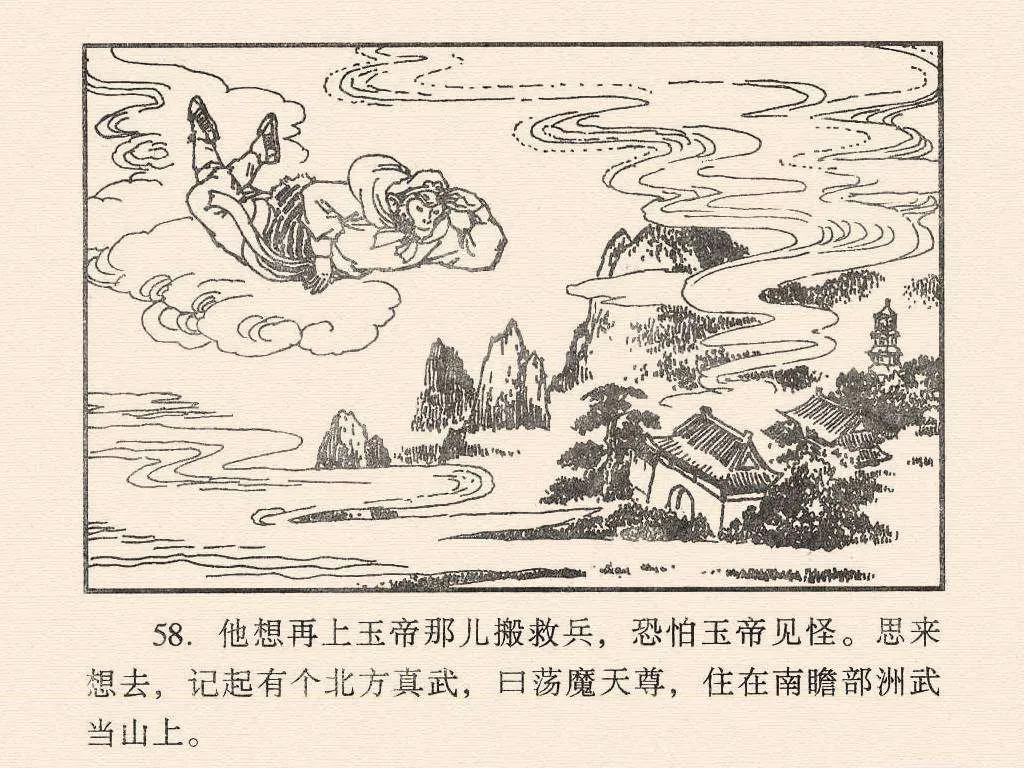 58. 他想再上玉帝那儿搬救兵，恐怕玉帝见怪。思来
想去，记起有个北方真武，曰荡魔天尊，住在南瞻部洲武
当山上。